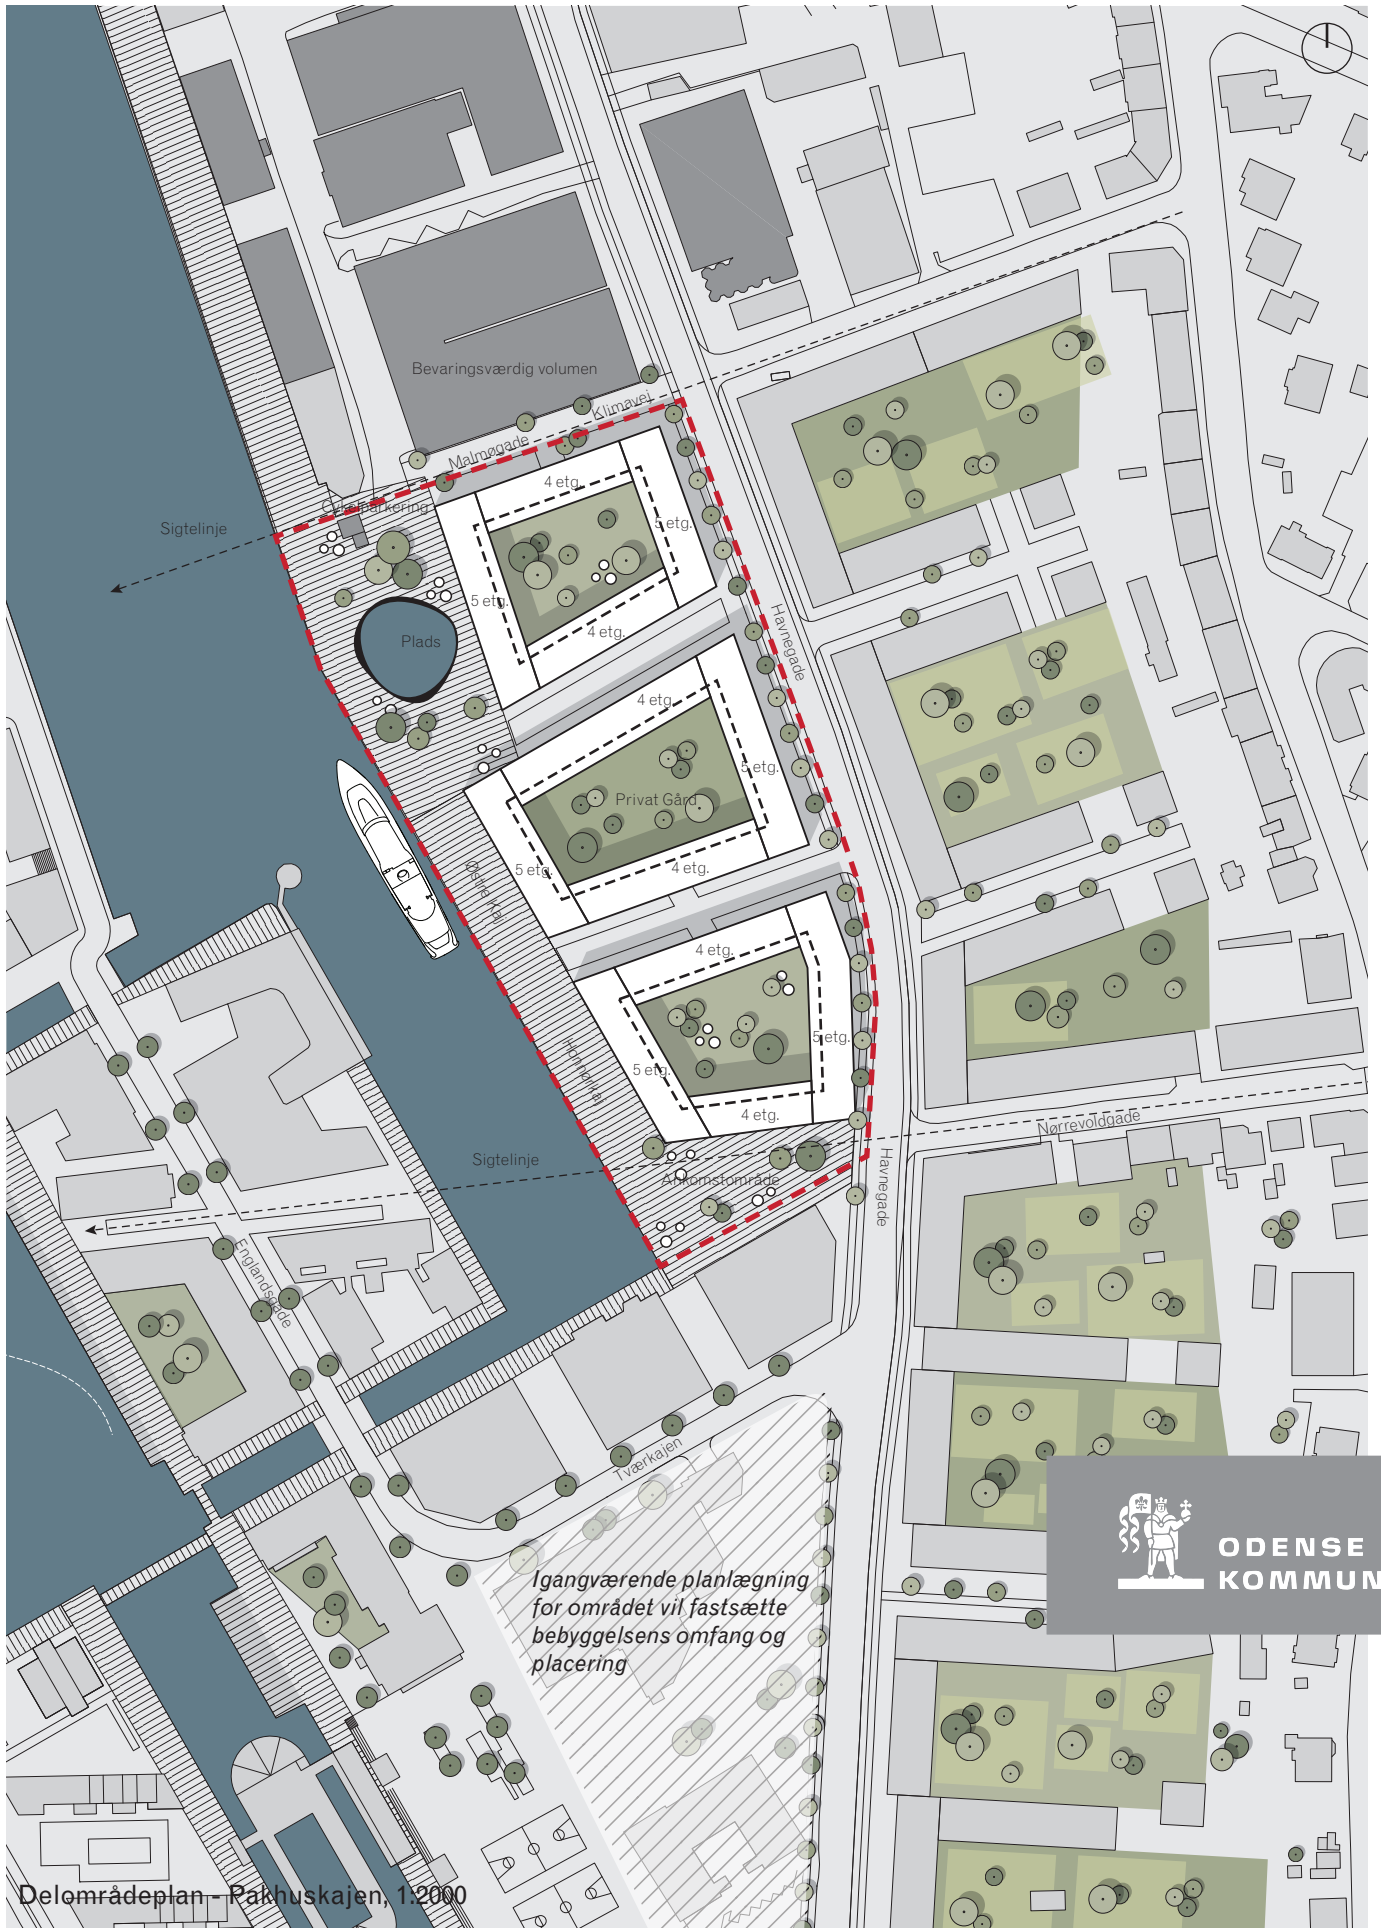 Bevaringsværdig volumen
Klimavej
Malmøgade
Cykelparkering
Sigtelinje
4 etg.
5 etg.
5 etg.
4 etg.
Plads
Havnegade
4 etg.
5 etg.
Privat Gård
5 etg.
4 etg.
Østre Kaj
4 etg.
5 etg.
5 etg.
4 etg.
Nørrevoldgade
Sigtelinje
Ankomstområde
Havnegade
Englandsgade
Tværkajen
ODENSE
KOMMUN
Igangværende planlægning
for området vil fastsætte
bebyggelsens omfang og
placering
Delområdeplan - Pakhuskajen, 1:2000